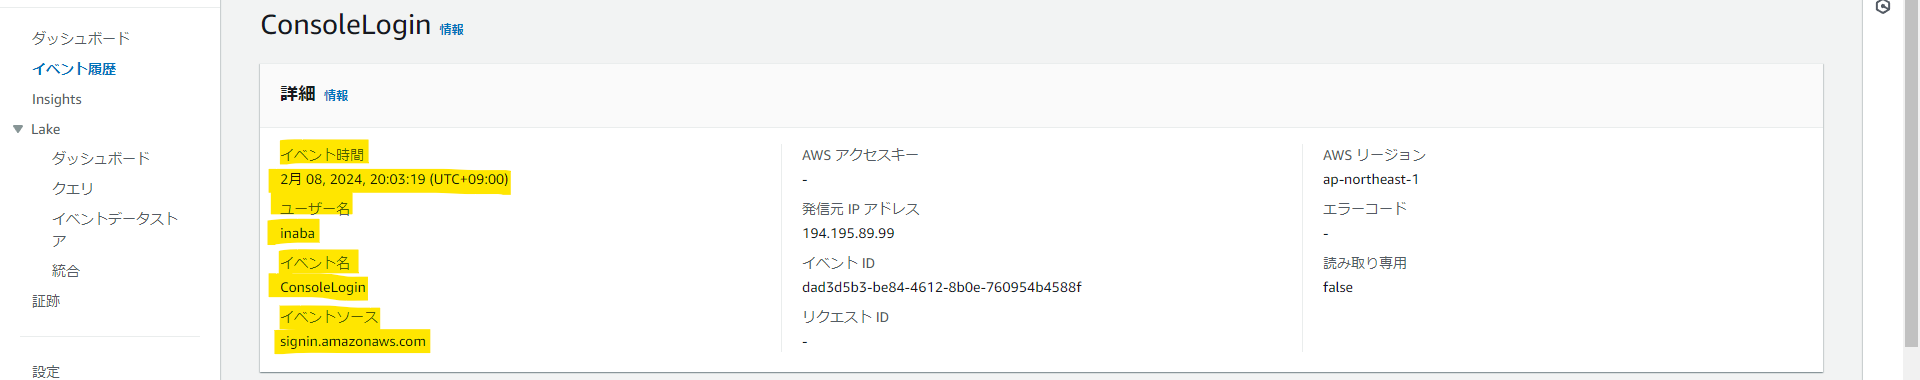 ダッシュボード
イベント履歴
Insights
Lake
ダッシュボード
クエリ
イベントデータスト
ア
統合
証跡
設定
ConsoleLogin 情報
詳細 情報
イベント時間
2月 08, 2024, 20:03:19 (UTC+09:00)
ユーザー名
inaba
イベント名
ConsoleLogin
イベントソース
signin.amazonaws.com
AWS アクセスキー
-
発信元 IP アドレス
194.195.89.99
イベント ID
dad3d5b3-be84-4612-8b0e-760954b4588f
リクエスト ID
-
AWS リージョン
ap-northeast-1
エラーコード
-
読み取り専用
false